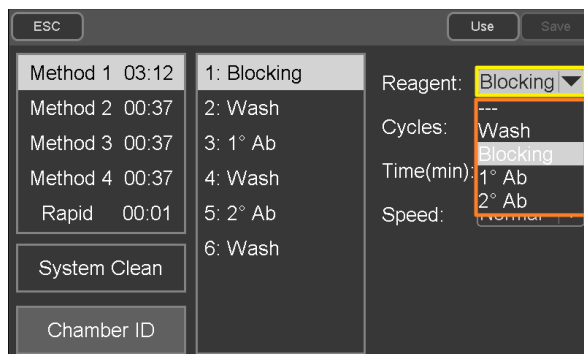 ESC
Use
Save
Method 1 03:12
Method 2 00:37
Method 3 00:37
Method 4 00:37
Rapid 00:01
System Clean
Chamber ID
1: Blocking
2: Wash
3: 1° Ab
4: Wash
5: 2° Ab
6: Wash
Reagent: Blocking
---
Wash
Blocking
1° Ab
2° Ab
Cycles:
Time(min):
Speed: Normal